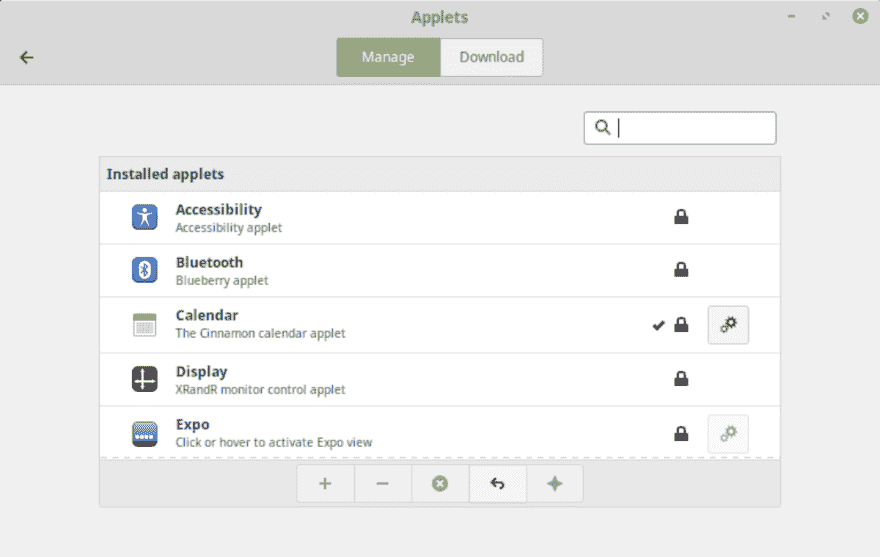 Applets
Manage
Download
Installed applets
Accessibility
Accessibility applet
Bluetooth
Blueberry applet
Calendar
The Cinnamon calendar applet
Display
XRandR monitor control applet
Expo
Click or hover to activate Expo view